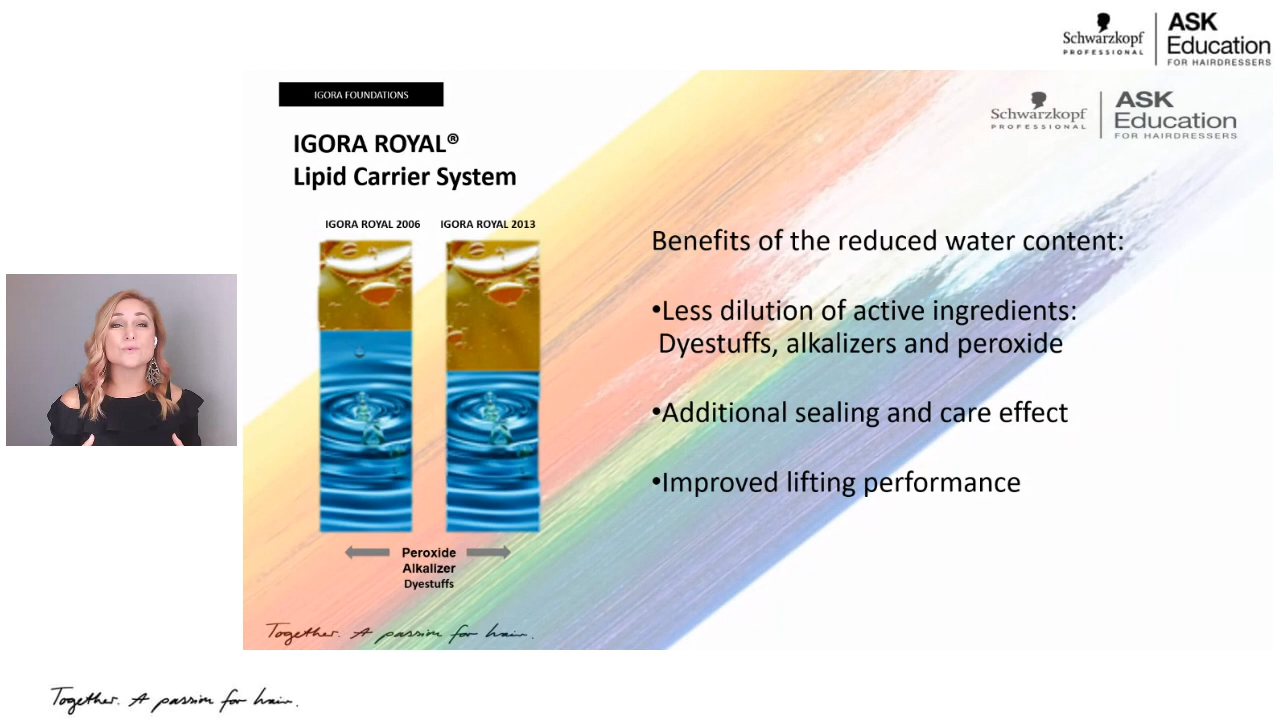 Schwarzkopf
PROFESSIONAL
ASK
Education
FOR HAIRDRESSERS
IGORA FOUNDATIONS
Schwarzkopf
PROFESSIONAL
ASK
Education
FOR HAIRDRESSERS
IGORA ROYAL®
Lipid Carrier System
IGORA ROYAL 2006
IGORA ROYAL 2013
Benefits of the reduced water content:
•Less dilution of active ingredients:
Dyestuffs, alkalizers and peroxide
•Additional sealing and care effect
•Improved lifting performance
Peroxide
Alkalizer
Dyestuffs
Together. A passion for hair.
Together. A passion for hair.